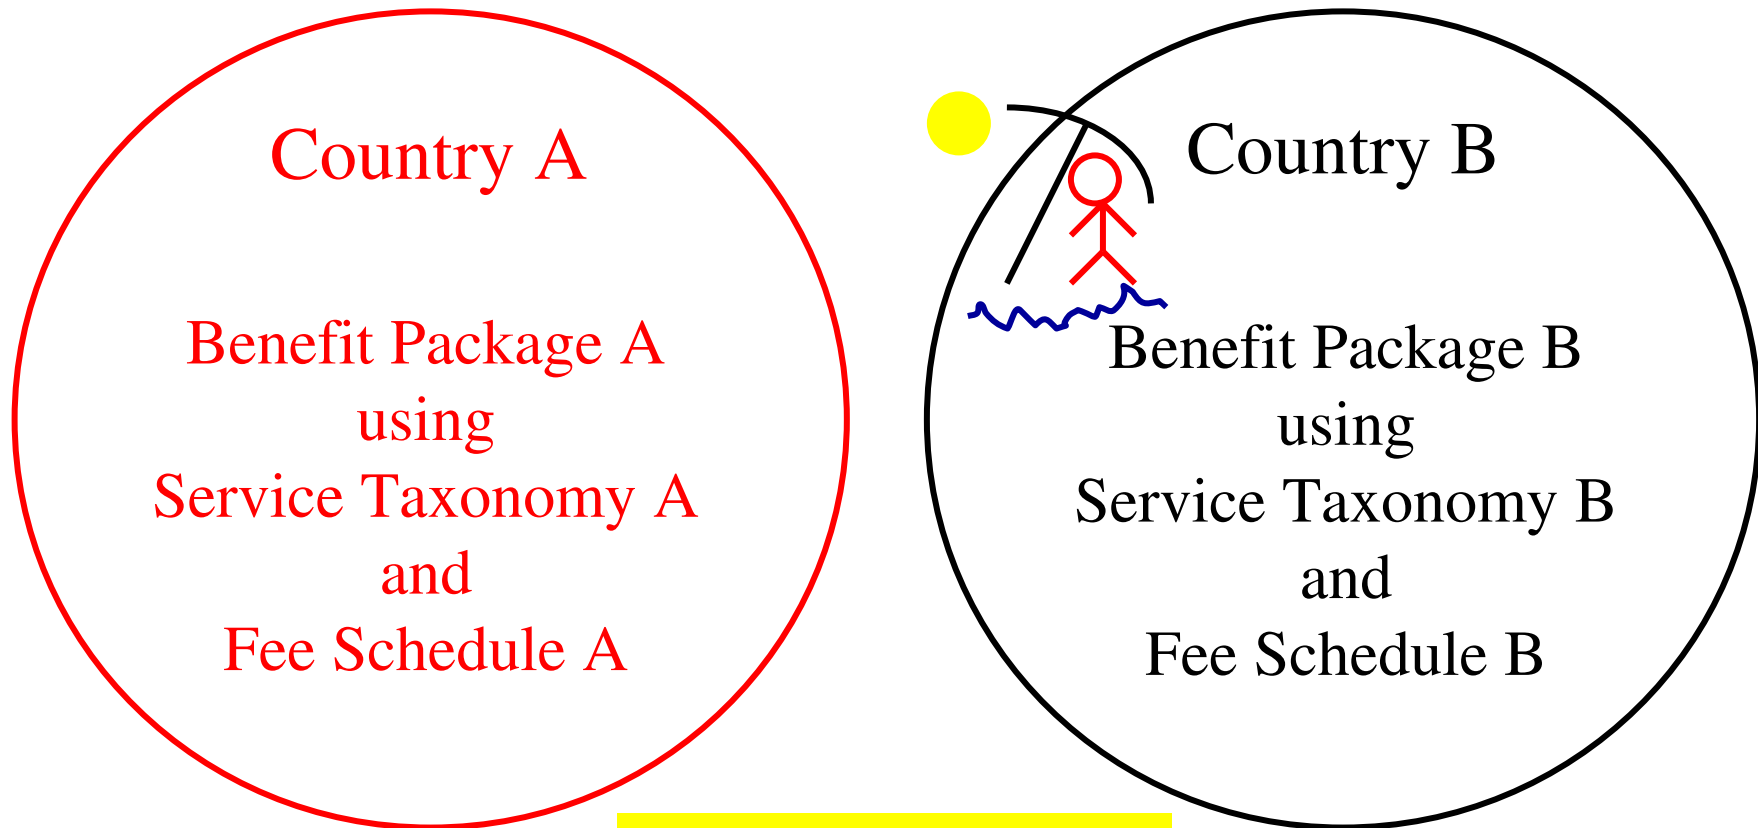 Country A
Benefit Package A
using
Service Taxonomy A
and
Fee Schedule A
Country B
Benefit Package B
using
Service Taxonomy B
and
Fee Schedule B